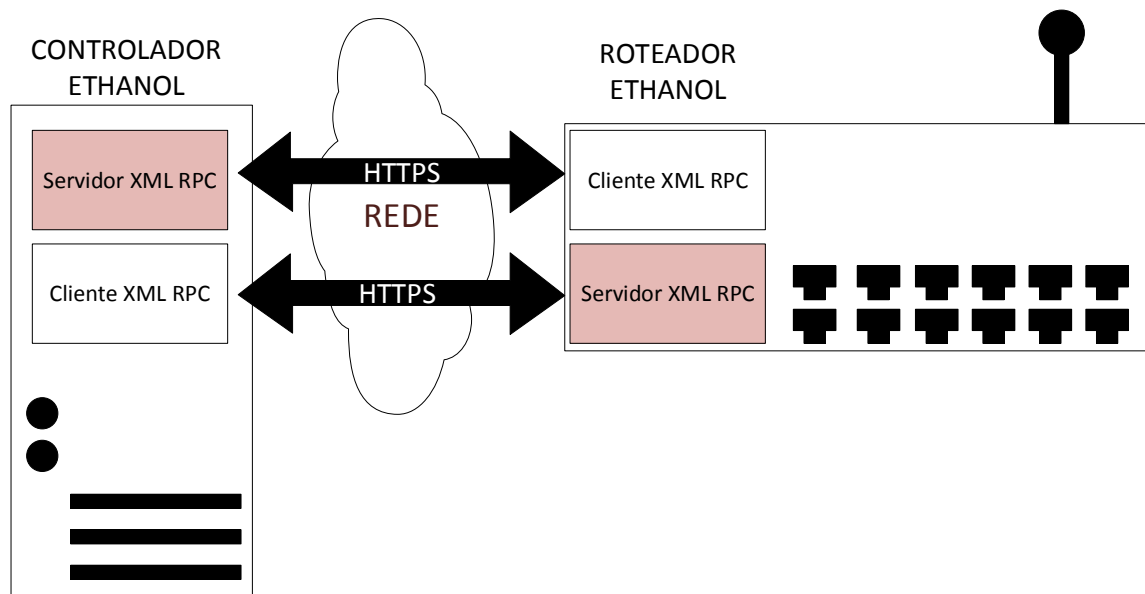 CONTROLADOR
ETHANOL
ROTEADOR
ETHANOL
Servidor XML RPC
HTTPS
Cliente XML RPC
REDE
Cliente XML RPC
HTTPS
Servidor XML RPC